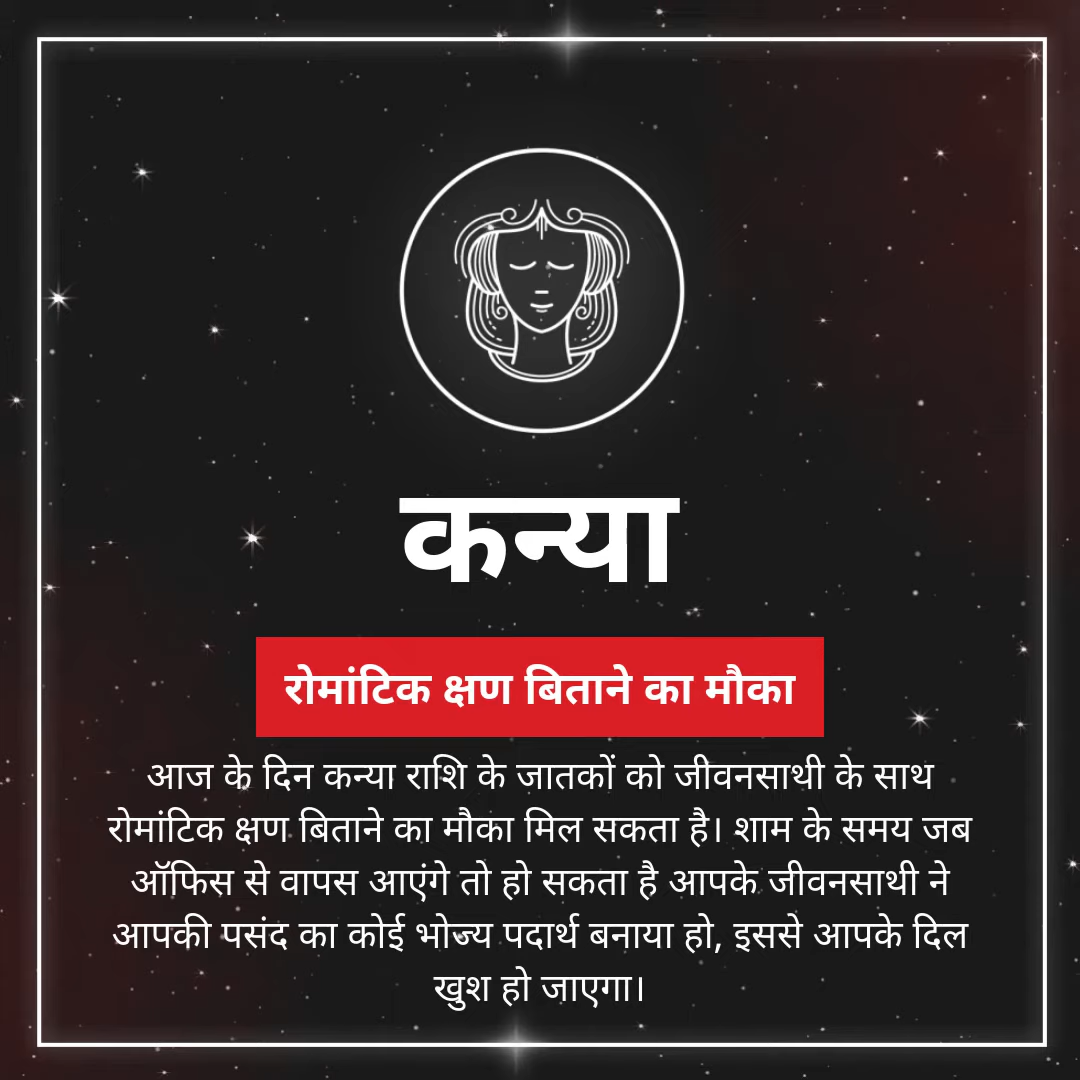 कन्या
रोमांटिक क्षण बिताने का मौका
आज के दिन कन्या राशि के जातकों को जीवनसाथी के साथ
रोमांटिक क्षण बिताने का मौका मिल सकता है। शाम के समय जब
ऑफिस से वापस आएंगे तो हो सकता है आपके जीवनसाथी ने
आपकी पसंद का कोई भोज्य पदार्थ बनाया हो, इससे आपके दिल
खुश हो जाएगा।